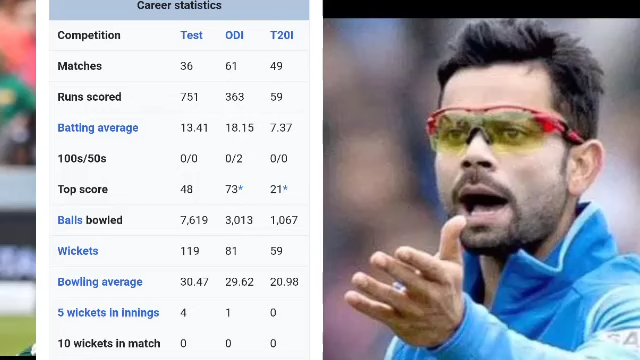 Career statistics
Competition Test ODI T20I
Matches 36 61 49
Runs scored 751 363 59
Batting average 13.41 18.15 7.37
100s/50s 0/0 0/2 0/0
Top score 48 73* 21*
Balls bowled 7,619 3,013 1,067
Wickets 119 81 59
Bowling average 30.47 29.62 20.98
5 wickets in innings 4 1 0
10 wickets in match 0 0 0